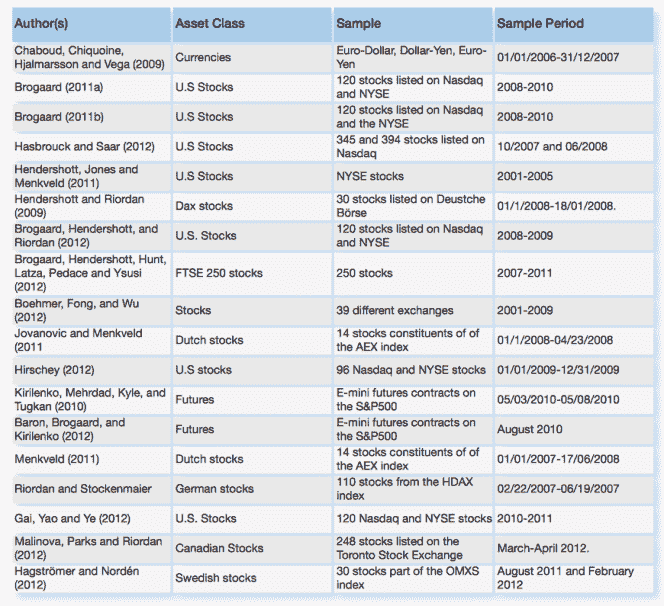 Author(s) Asset Class Sample Sample Period
Chaboud, Chiquoine,
Hjalmarsson and Vega (2009) Currencies Euro-Dollar, Dollar-Yen, Euro-
Yen 01/01/2006-31/12/2007
Brogaard (2011a) U.S Stocks 120 stocks listed on Nasdaq
and NYSE 2008-2010
Brogaard (2011b) U.S Stocks 120 stocks listed on Nasdaq
and the NYSE 2008-2010
Hasbrouck and Saar (2012) U.S Stocks 345 and 394 stocks listed on
Nasdaq 10/2007 and 06/2008
Hendershott, Jones and
Menkveld (2011) U.S Stocks NYSE stocks 2001-2005
Hendershott and Riordan
(2009) Dax stocks 30 stocks listed on Deustche
Börse 01/1/2008-18/01/2008.
Brogaard, Hendershott, and
Riordan (2012) U.S. Stocks 120 stocks listed on Nasdaq
and NYSE 2008-2009
Brogaard, Hendershott, Hunt,
Latza, Pedace and Ysusi
(2012) FTSE 250 stocks 250 stocks 2007-2011
Boehmer, Fong, and Wu
(2012) Stocks 39 different exchanges 2001-2009
Jovanovic and Menkveld
(2011 Dutch stocks 14 stocks constituents of of
the AEX index 01/1/2008-04/23/2008
Hirschey (2012) U.S stocks 96 Nasdaq and NYSE stocks 01/01/2009-12/31/2009
Kirilenko, Mehrdad, Kyle, and
Tugkan (2010) Futures E-mini futures contracts on
the S&P500 05/03/2010-05/08/2010
Baron, Brogaard, and
Kirilenko (2012) Futures E-mini futures contracts on
the S&P500 August 2010
Menkveld (2011) Dutch stocks 14 stocks constituents of of
the AEX index 01/01/2007-17/06/2008
Riordan and Stockenmaier German stocks 110 stocks from the HDAX
index 02/22/2007-06/19/2007
Gai, Yao and Ye (2012) U.S. Stocks 120 Nasdaq and NYSE stocks 2010-2011
Malinova, Parks and Riordan
(2012) Canadian Stocks 248 stocks listed on the
Toronto Stock Exchange March-April 2012.
Hagströmer and Nordén
(2012) Swedish stocks 30 stocks part of the OMXS
index August 2011 and February
2012